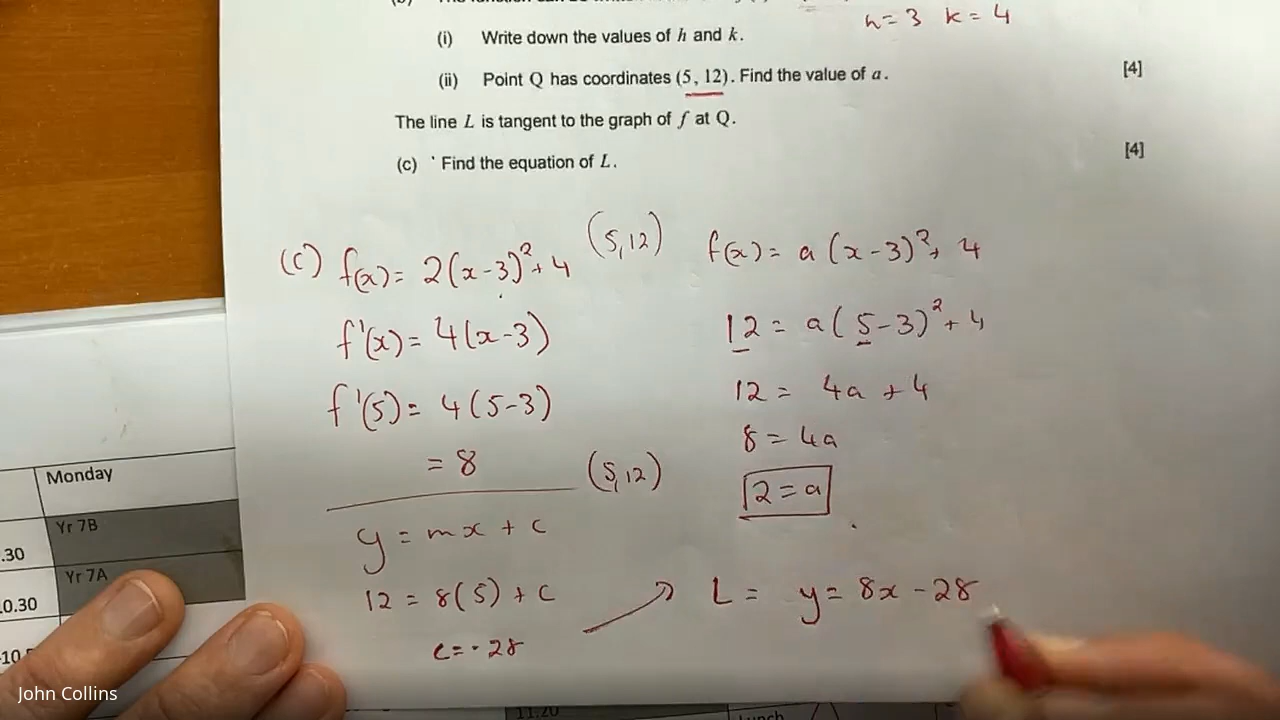 h = 3 k = 4
(i) Write down the values of h and k.
(ii) Point Q has coordinates (5, 12). Find the value of a. [4]
The line L is tangent to the graph of f at Q.
(c) Find the equation of L. [4]
(c) f(x) = 2(x-3)² + 4 (5,12)
f'(x) = 4(x-3)
f'(5) = 4(5-3)
= 8 (5,12)
y = mx + c
12 = 8(5) + c
c = -28
f(x) = a(x-3)² + 4
12 = a(5-3)² + 4
12 = 4a + 4
8 = 4a
2 = a
L = y = 8x - 28
Monday
Yr 7B
.30
Yr 7A
0.30
John Collins
11.20
Lunch